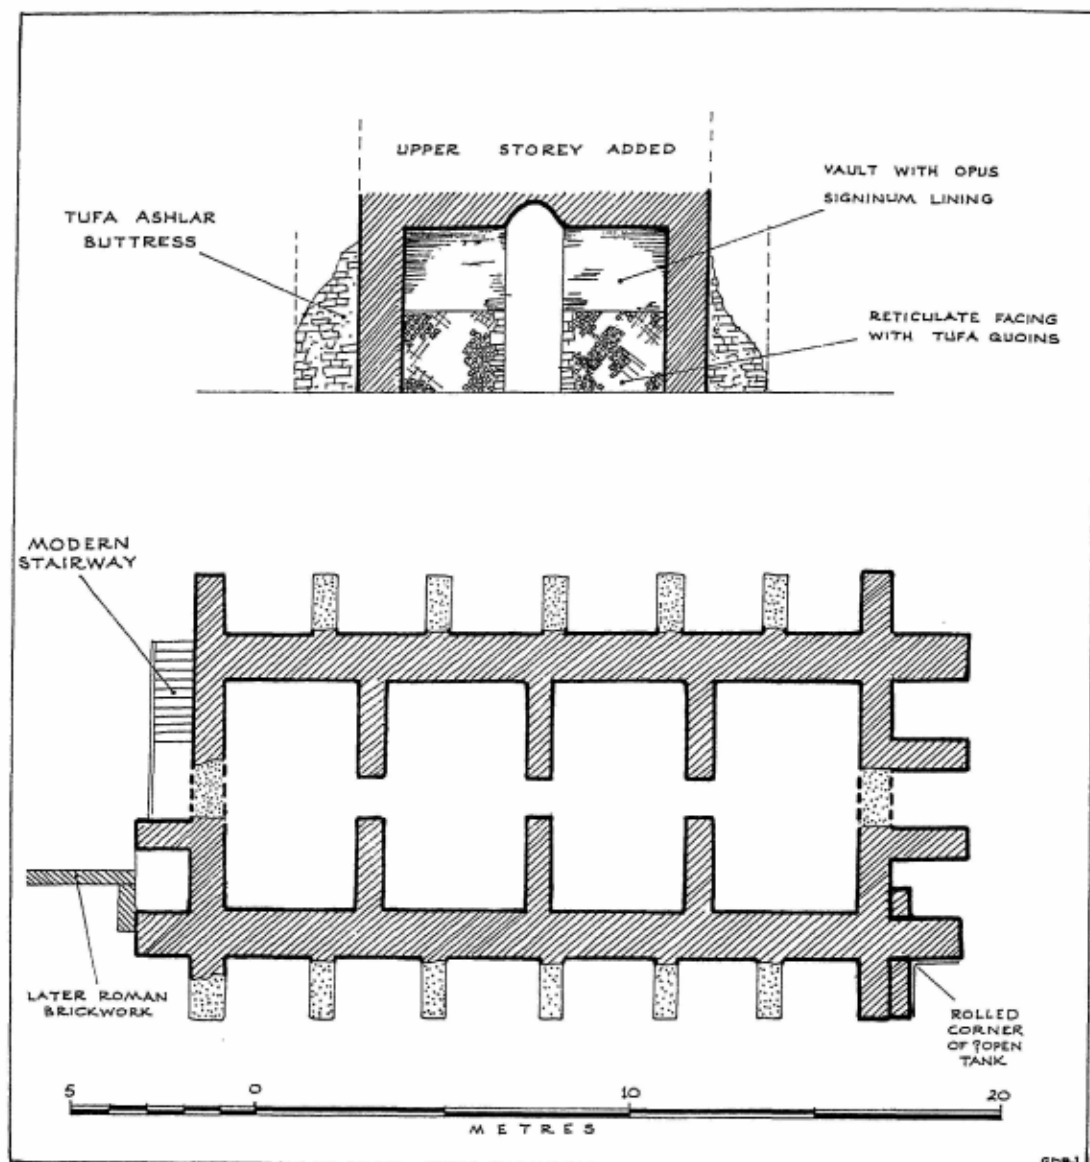 UPPER STOREY ADDED
VAULT WITH OPUS
SIGNINUM LINING
TUFA ASHLAR
BUTTRESS
RETICULATE FACING
WITH TUFA QUOINS
MODERN
STAIRWAY
LATER ROMAN
BRICKWORK
ROLLED
CORNER
OF ?OPEN
TANK
5 0 10 20
METRES